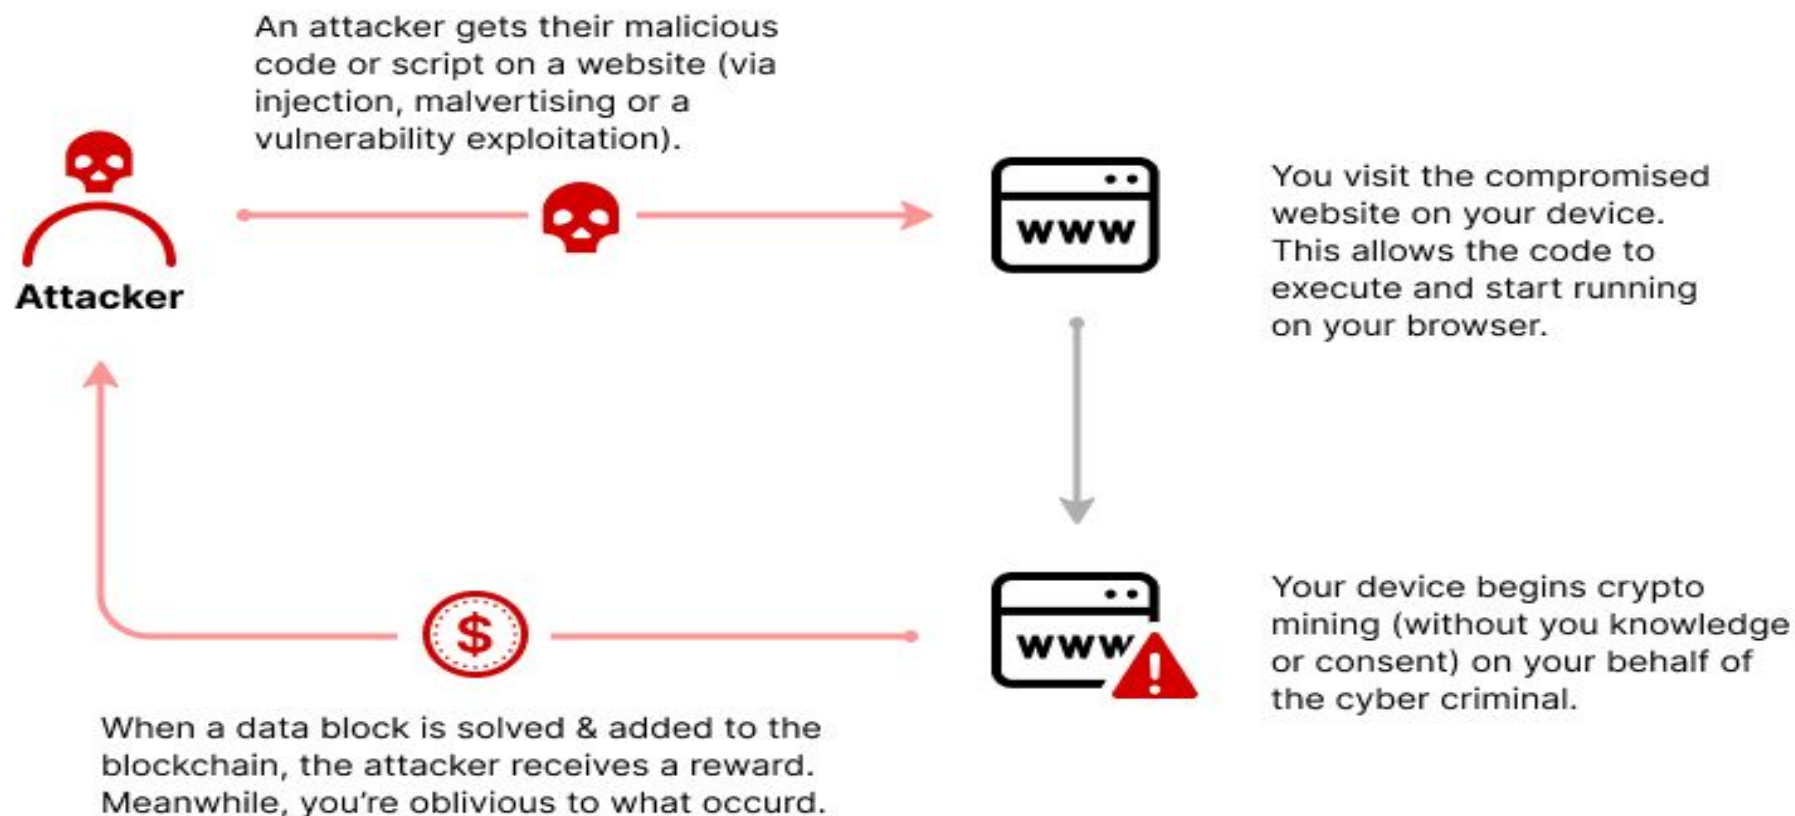 An attacker gets their malicious
code or script on a website (via
injection, malvertising or a
vulnerability exploitation).
Attacker
www
You visit the compromised
website on your device.
This allows the code to
execute and start running
on your browser.
www
!
Your device begins crypto
mining (without you knowledge
or consent) on your behalf of
the cyber criminal.
$
When a data block is solved & added to the
blockchain, the attacker receives a reward.
Meanwhile, you're oblivious to what occurd.